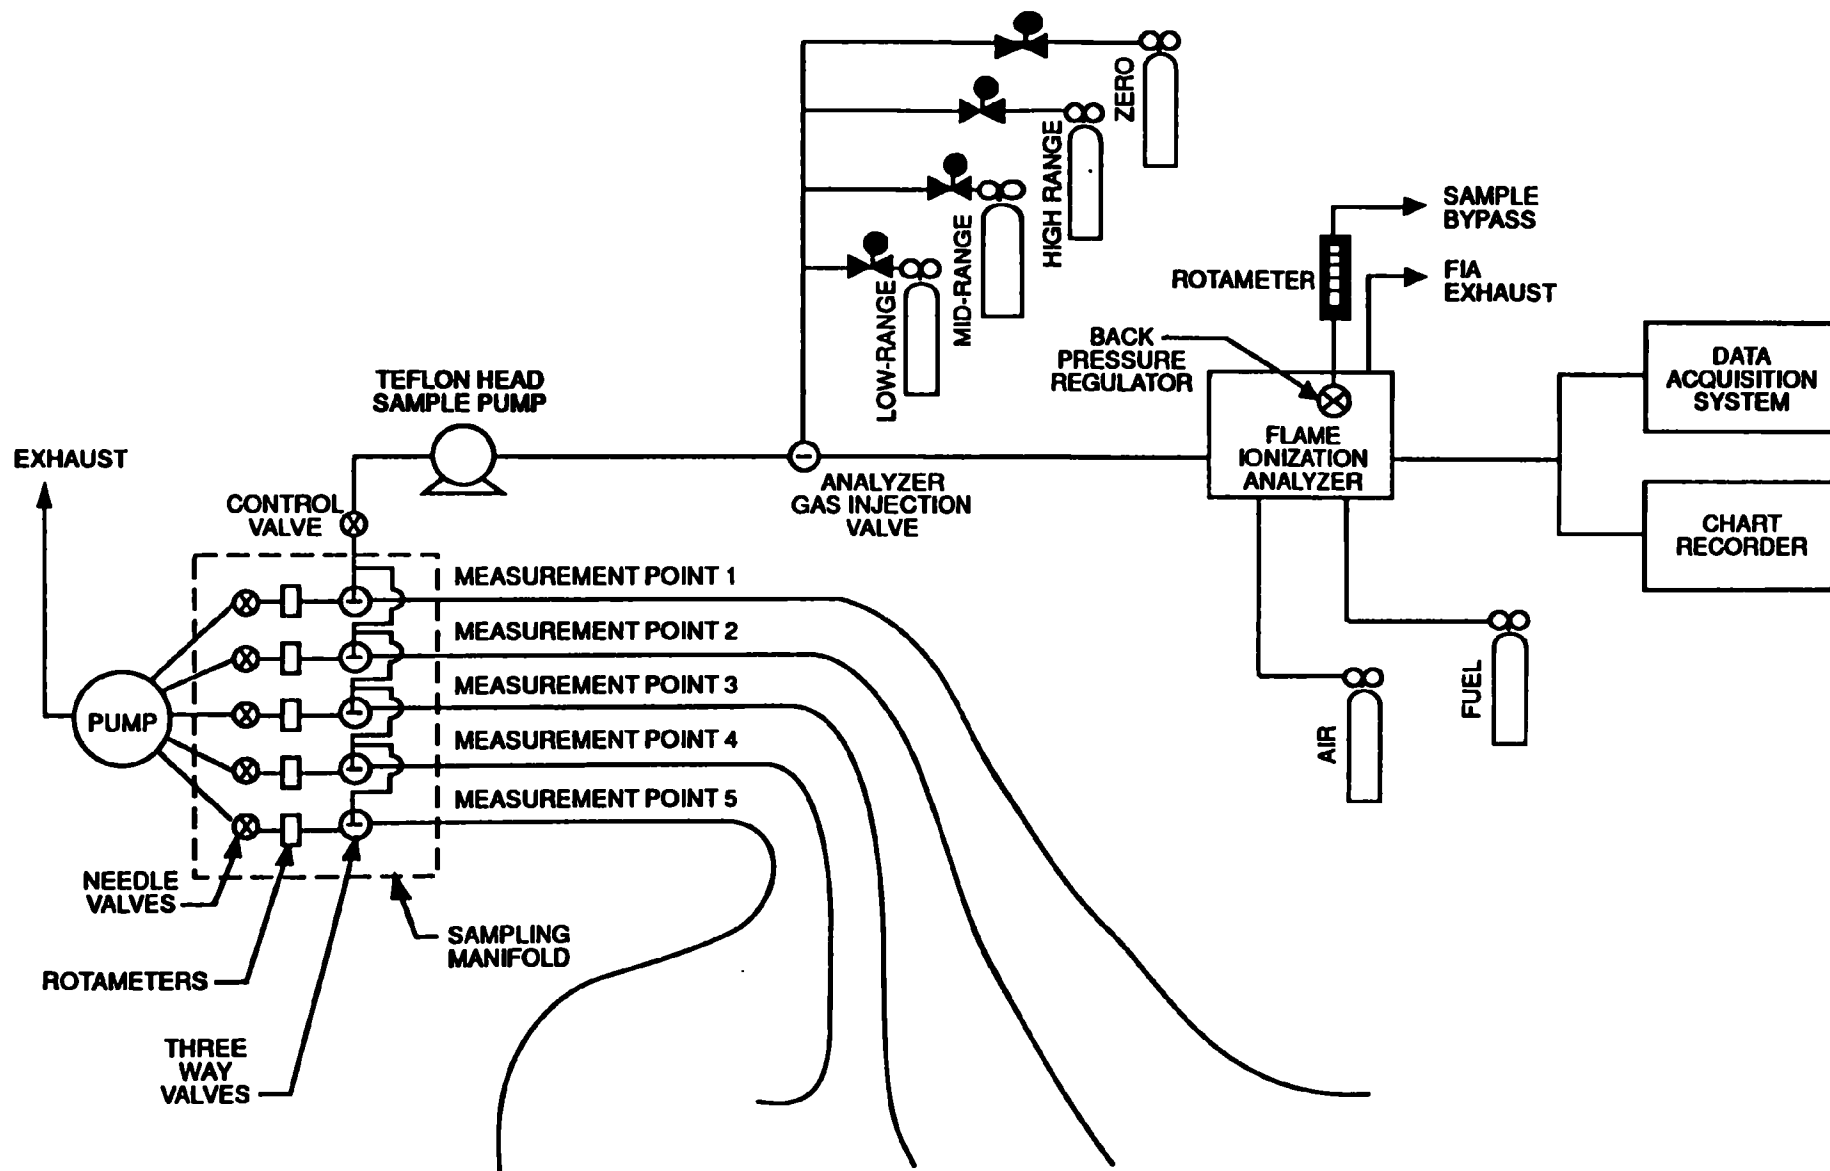 ZERO
HIGH RANGE
MID-RANGE
LOW-RANGE
SAMPLE
BYPASS
ROTAMETER
FIA
EXHAUST
BACK
PRESSURE
REGULATOR
DATA
ACQUISITION
SYSTEM
TEFLON HEAD
SAMPLE PUMP
EXHAUST
FLAME
IONIZATION
ANALYZER
ANALYZER
GAS INJECTION
VALVE
CONTROL
VALVE
CHART
RECORDER
MEASUREMENT POINT 1
MEASUREMENT POINT 2
MEASUREMENT POINT 3
MEASUREMENT POINT 4
MEASUREMENT POINT 5
PUMP
FUEL
AIR
NEEDLE
VALVES
SAMPLING
MANIFOLD
ROTAMETERS
THREE
WAY
VALVES